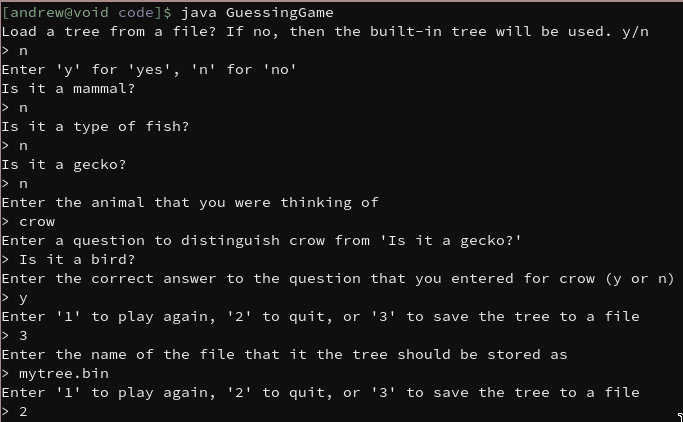 [andrew@void code]$ java GuessingGame
Load a tree from a file? If no, then the built-in tree will be used. y/n
> n
Enter 'y' for 'yes', 'n' for 'no'
Is it a mammal?
> n
Is it a type of fish?
> n
Is it a gecko?
> n
Enter the animal that you were thinking of
> crow
Enter a question to distinguish crow from 'Is it a gecko?'
> Is it a bird?
Enter the correct answer to the question that you entered for crow (y or n)
> y
Enter '1' to play again, '2' to quit, or '3' to save the tree to a file
> 3
Enter the name of the file that it the tree should be stored as
> mytree.bin
Enter '1' to play again, '2' to quit, or '3' to save the tree to a file
> 2